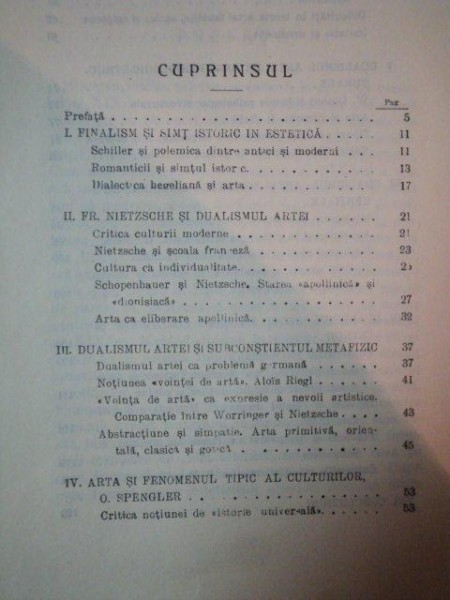 CUPRINSUL
Pag
Prefață . . . . . . . . . . . . . . . 5
I. FINALISM ȘI SIMȚ ISTORIC IN ESTETICĂ . . . 11
Schiller și polemica dintre antici și moderni . . . 11
Romanticii și simțul istoric. . . . . . . . . 13
Dialectica hegeliană și arta . . . . . . . . 17
II. FR. NIETZSCHE ȘI DUALISMUL ARTEI . . . . 21
Critica culturii moderne . . . . . . . . . . 21
Nietzsche și școala franceză . . . . . . . . 23
Cultura ca individualitate. . . . . . . . . .
Schopenhauer și Nietzsche. Starea «apollinică» și
«dionisiacă» . . . . . . . . . . . . . 27
Arta ca eliberare apollinică. . . . . . . . . 32
III. DUALISMUL ARTEI ȘI SUBCONȘTIENTUL METAFIZIC 37
Dualismul artei ca problemă germană . . . . . 37
Noțiunea «voinței de artă». Alois Riegl . . . . 41
«Voința de artă» ca expresie a nevoii artistice.
Comparație între Worringer și Nietzsche . . . . 43
Abstracțiune și simpatie. Arta primitivă, orien-
tală, clasică și gotică . . . . . . . . . . 45
IV. ARTA ȘI FENOMENUL TIPIC AL CULTURILOR,
O. SPENGLER . . . . . . . . . . . . . 53
Critica noțiunei de «istorie universală». . . . . . 53